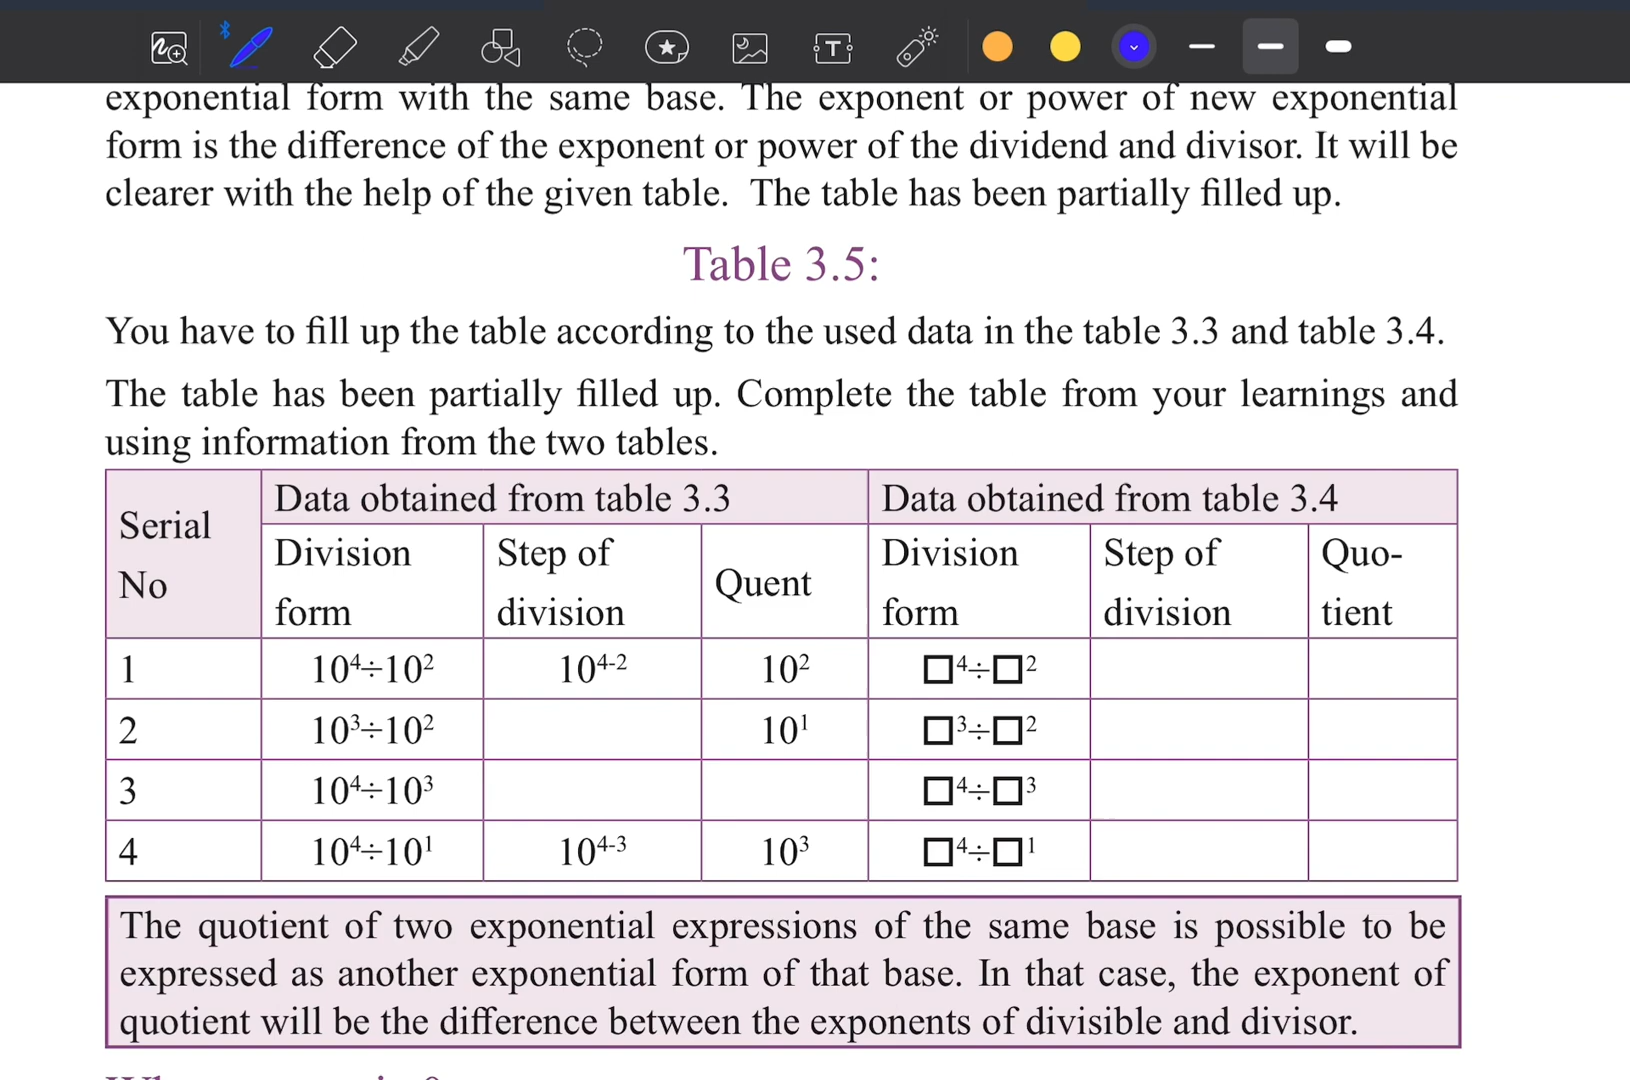 exponential form with the same base. The exponent or power of new exponential
form is the difference of the exponent or power of the dividend and divisor. It will be
clearer with the help of the given table. The table has been partially filled up.
Table 3.5:
You have to fill up the table according to the used data in the table 3.3 and table 3.4.
The table has been partially filled up. Complete the table from your learnings and
using information from the two tables.
Serial No | Data obtained from table 3.3 | Data obtained from table 3.4
Division form | Step of division | Quent | Division form | Step of division | Quo-tient
1 | 10⁴÷10² | 10⁴⁻² | 10² | □⁴÷□²
2 | 10³÷10² | | 10¹ | □³÷□²
3 | 10⁴÷10³ | | | □⁴÷□³
4 | 10⁴÷10¹ | 10⁴⁻³ | 10³ | □⁴÷□¹
The quotient of two exponential expressions of the same base is possible to be
expressed as another exponential form of that base. In that case, the exponent of
quotient will be the difference between the exponents of divisible and divisor.